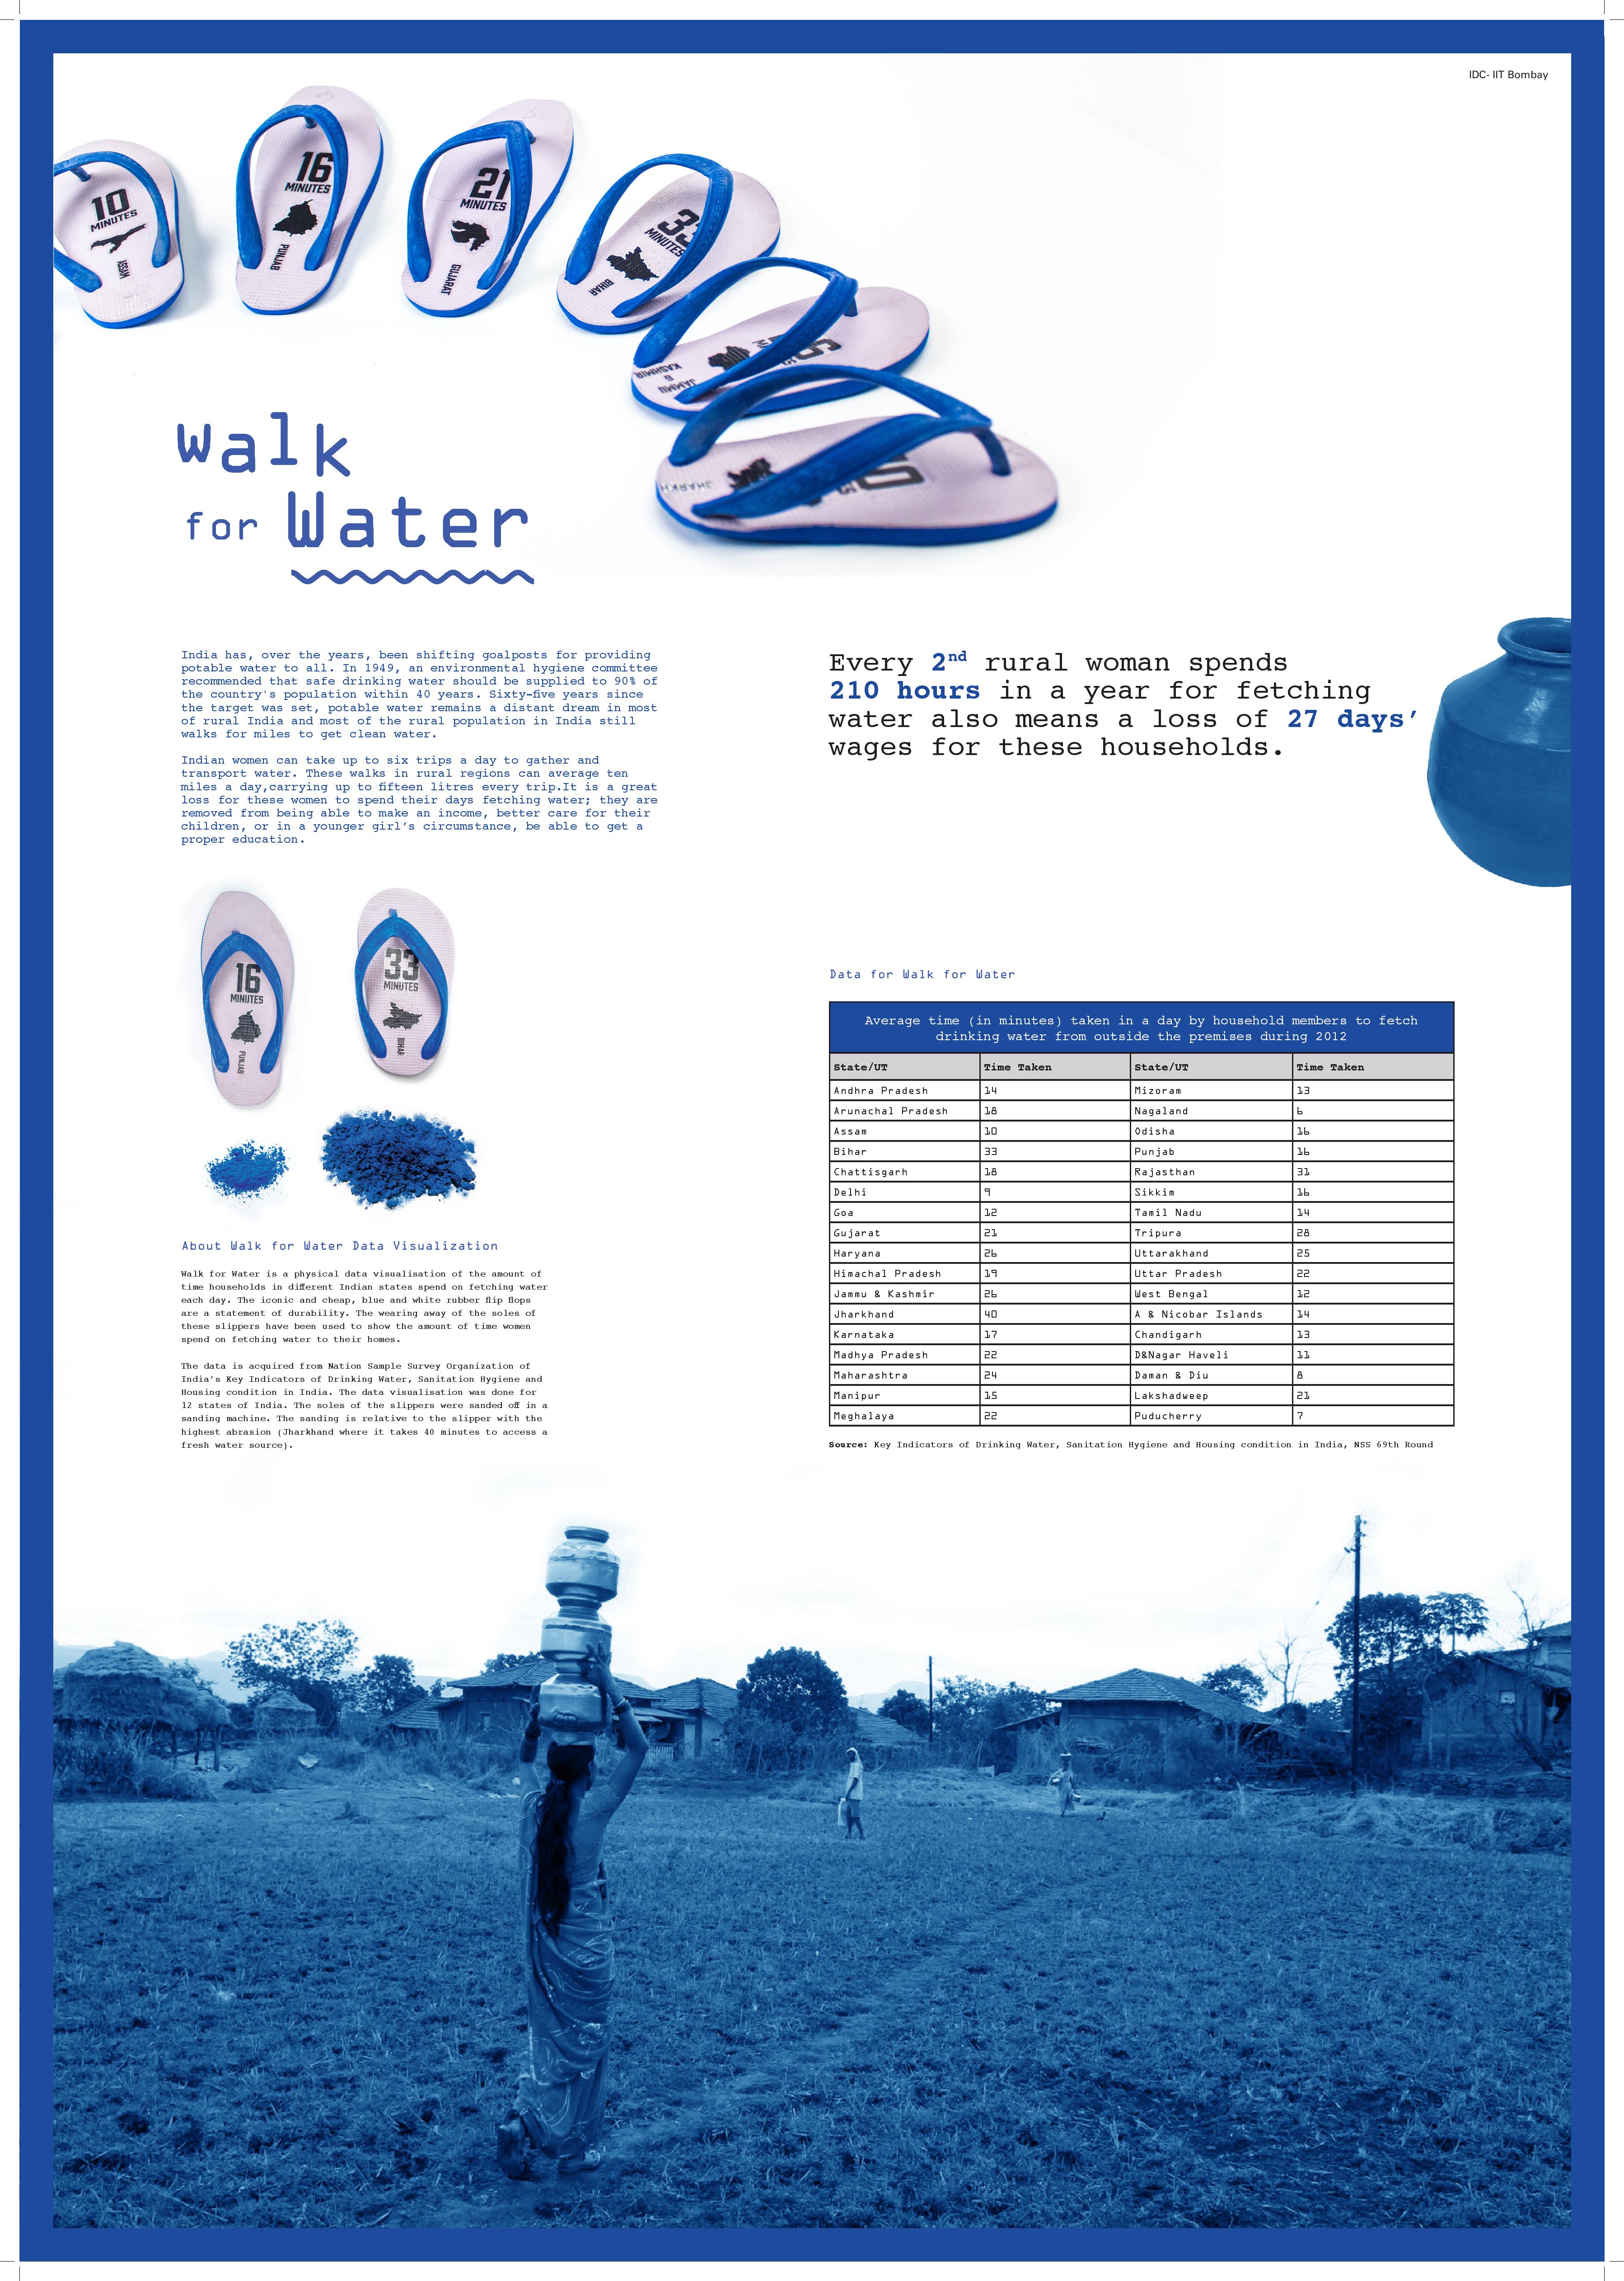 IDC- IIT Bombay
10
MINUTES
ASSAM
16
MINUTES
PUNJAB
21
MINUTES
GUJARAT
33
MINUTES
BIHAR
JAMMU
&
KASHMIR
Walk
for Water
India has, over the years, been shifting goalposts for providing
potable water to all. In 1949, an environmental hygiene committee
recommended that safe drinking water should be supplied to 90% of
the country's population within 40 years. Sixty-five years since
the target was set, potable water remains a distant dream in most
of rural India and most of the rural population in India still
walks for miles to get clean water.
Indian women can take up to six trips a day to gather and
transport water. These walks in rural regions can average ten
miles a day,carrying up to fifteen litres every trip.It is a great
loss for these women to spend their days fetching water; they are
removed from being able to make an income, better care for their
children, or in a younger girl's circumstance, be able to get a
proper education.
Every 2nd rural woman spends
210 hours in a year for fetching
water also means a loss of 27 days'
wages for these households.
16
MINUTES
PUNJAB
33
MINUTES
BIHAR
About Walk for Water Data Visualization
Walk for Water is a physical data visualisation of the amount of
time households in different Indian states spend on fetching water
each day. The iconic and cheap, blue and white rubber flip flops
are a statement of durability. The wearing away of the soles of
these slippers have been used to show the amount of time women
spend on fetching water to their homes.
The data is acquired from Nation Sample Survey Organization of
India's Key Indicators of Drinking Water, Sanitation Hygiene and
Housing condition in India. The data visualisation was done for
12 states of India. The soles of the slippers were sanded off in a
sanding machine. The sanding is relative to the slipper with the
highest abrasion (Jharkhand where it takes 40 minutes to access a
fresh water source).
Data for Walk for Water
Average time (in minutes) taken in a day by household members to fetch
drinking water from outside the premises during 2012
State/UT Time Taken State/UT Time Taken
Andhra Pradesh 14 Mizoram 13
Arunachal Pradesh 18 Nagaland 6
Assam 10 Odisha 16
Bihar 33 Punjab 16
Chattisgarh 18 Rajasthan 31
Delhi 9 Sikkim 16
Goa 12 Tamil Nadu 14
Gujarat 21 Tripura 28
Haryana 26 Uttarakhand 25
Himachal Pradesh 19 Uttar Pradesh 22
Jammu & Kashmir 26 West Bengal 12
Jharkhand 40 A & Nicobar Islands 14
Karnataka 17 Chandigarh 13
Madhya Pradesh 22 D&Nagar Haveli 11
Maharashtra 24 Daman & Diu 8
Manipur 15 Lakshadweep 21
Meghalaya 22 Puducherry 7
Source: Key Indicators of Drinking Water, Sanitation Hygiene and Housing condition in India, NSS 69th Round